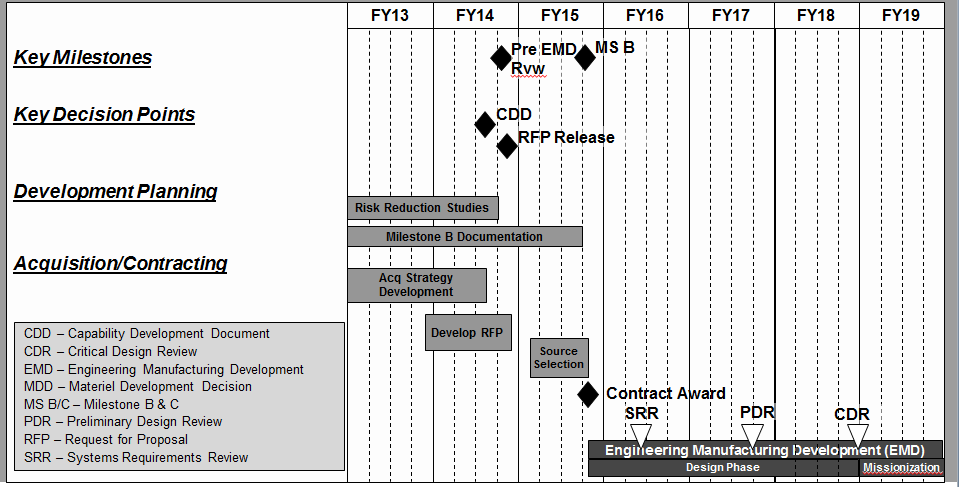 FY13 FY14 FY15 FY16 FY17 FY18 FY19
Key Milestones
Pre EMD
Rvw
MS B
Key Decision Points
CDD
RFP Release
Development Planning
Risk Reduction Studies
Milestone B Documentation
Acquisition/Contracting
Acq Strategy
Development
Develop RFP
Source
Selection
Contract Award
SRR
PDR
CDR
Engineering Manufacturing Development (EMD)
Design Phase
Missionization
CDD – Capability Development Document
CDR – Critical Design Review
EMD – Engineering Manufacturing Development
MDD – Materiel Development Decision
MS B/C – Milestone B & C
PDR – Preliminary Design Review
RFP – Request for Proposal
SRR – Systems Requirements Review